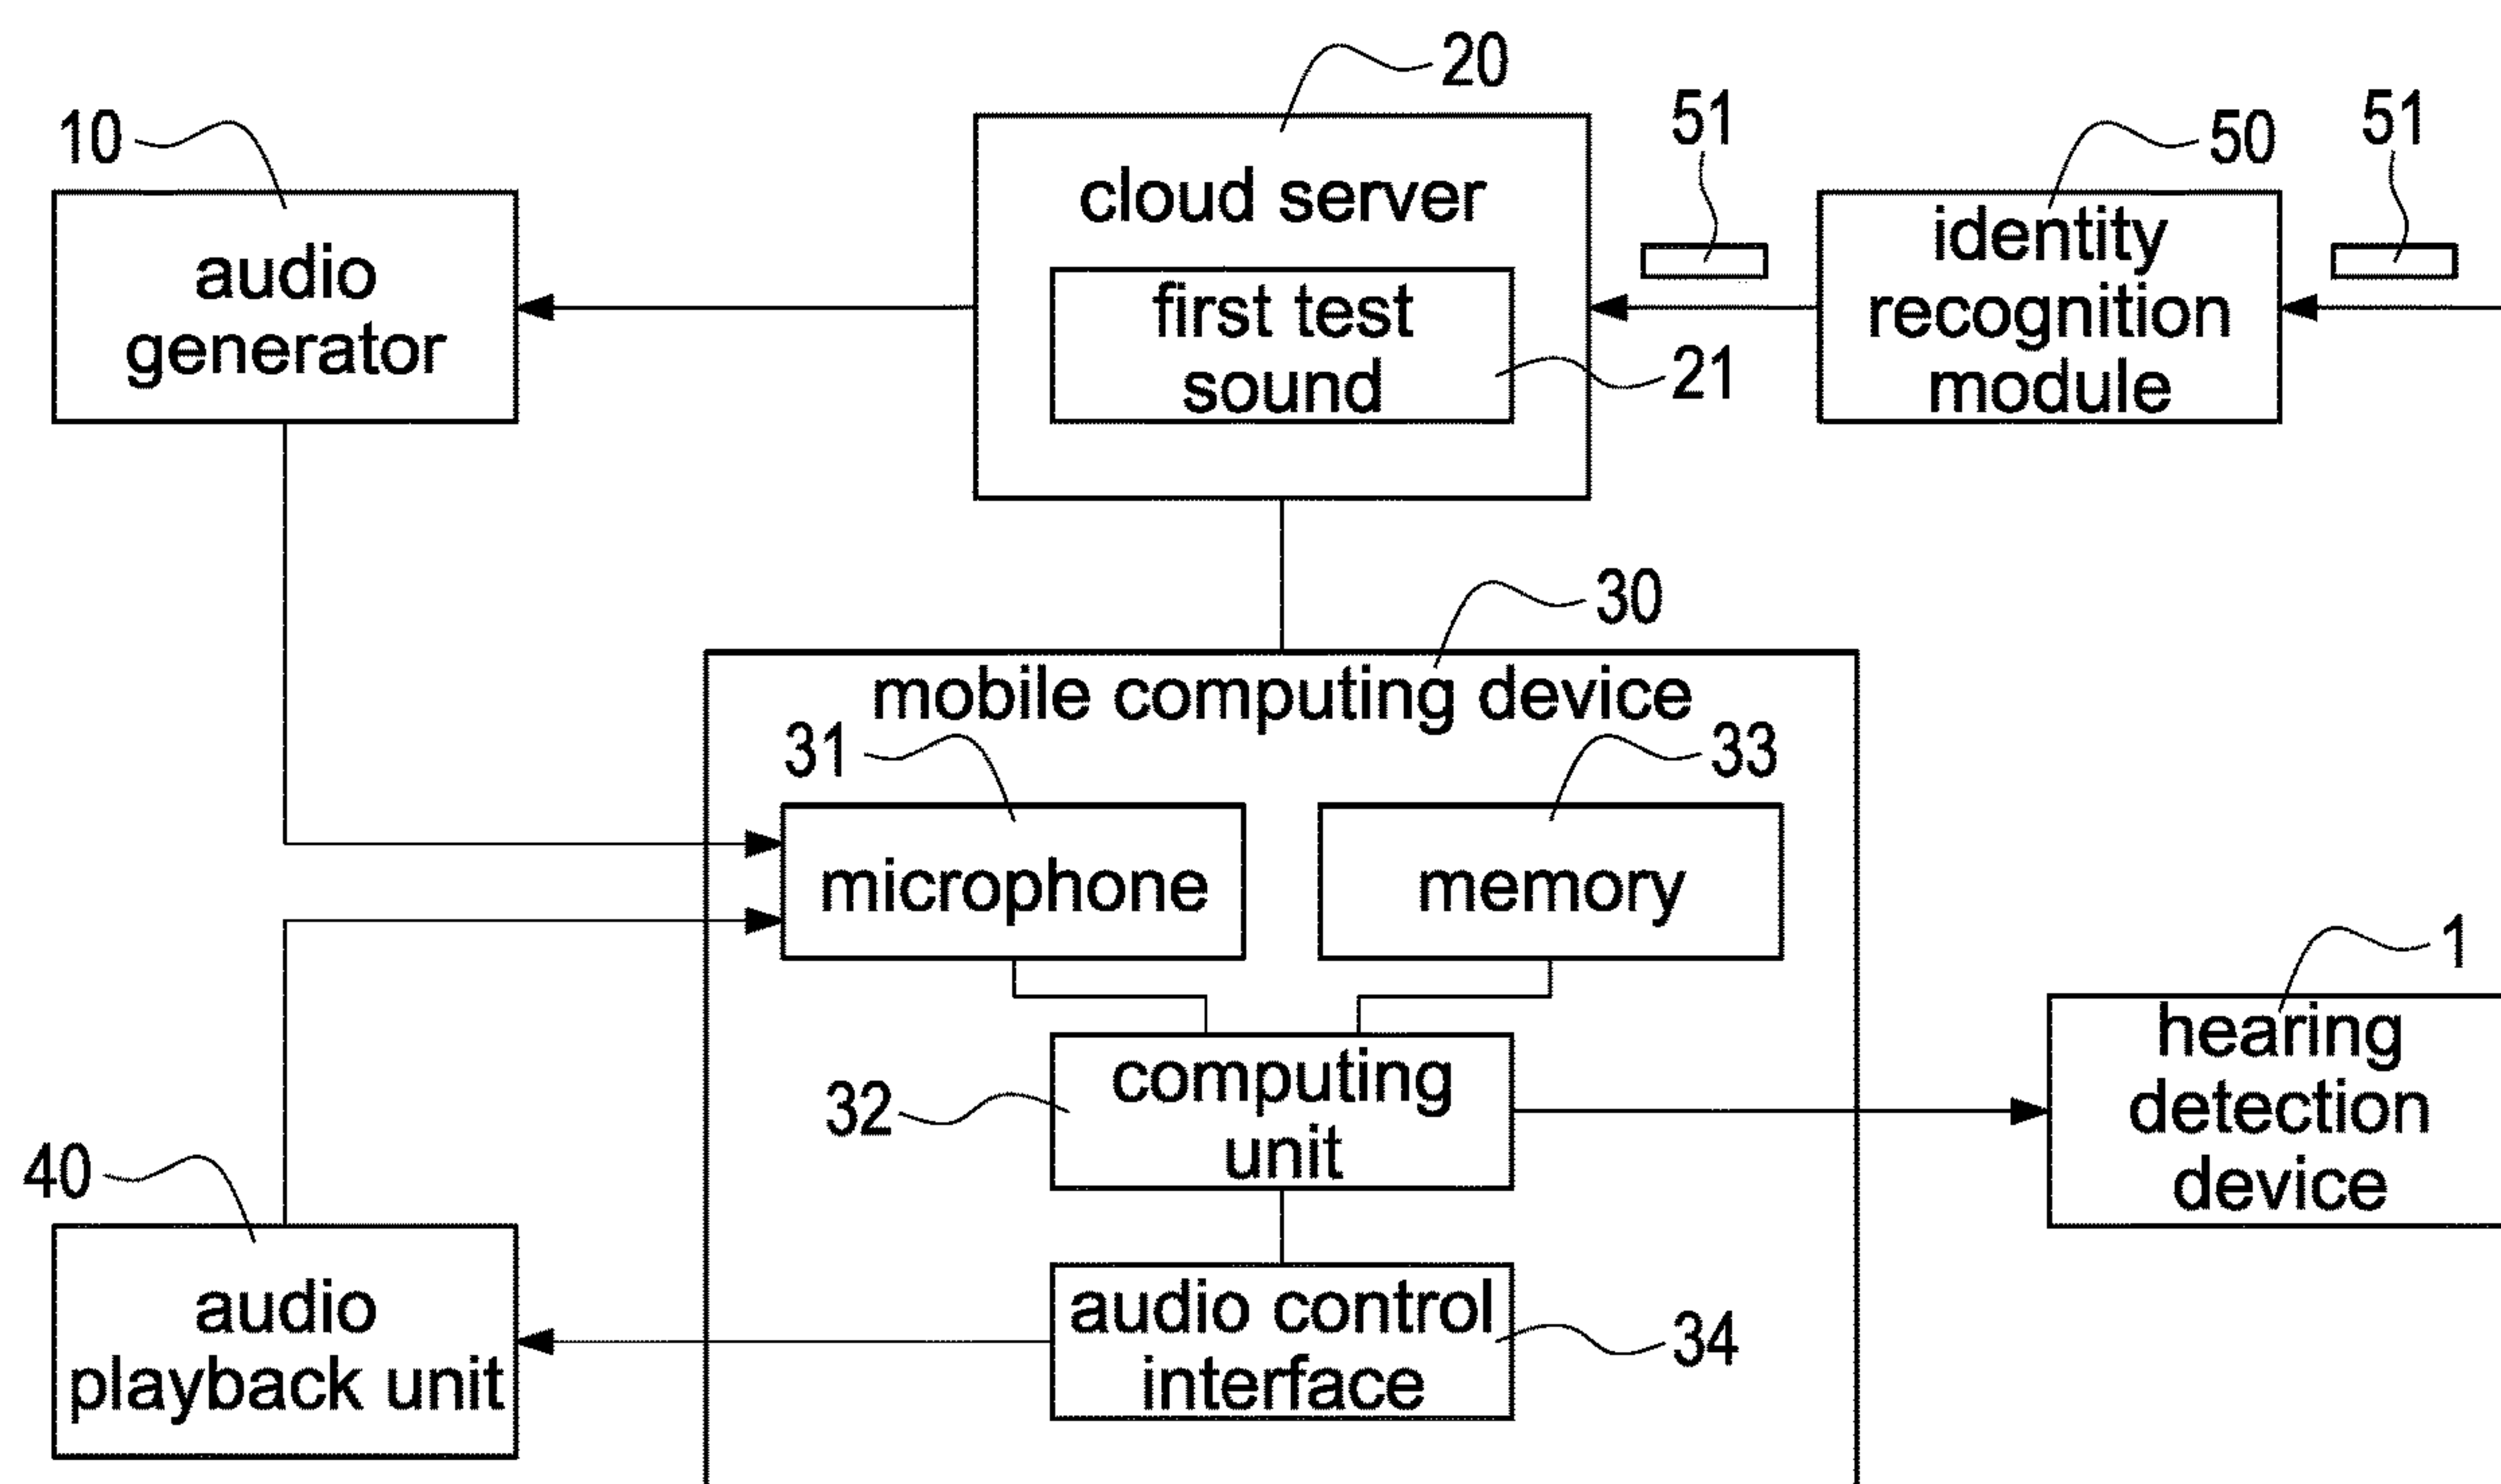 20
51
51
10
50
cloud server
identity
recognition
module
audio
generator
first test
sound
21
30
mobile computing device
31
33
microphone
memory
1
hearing
detection
device
computing
unit
32
40
audio
playback unit
audio control
interface
34